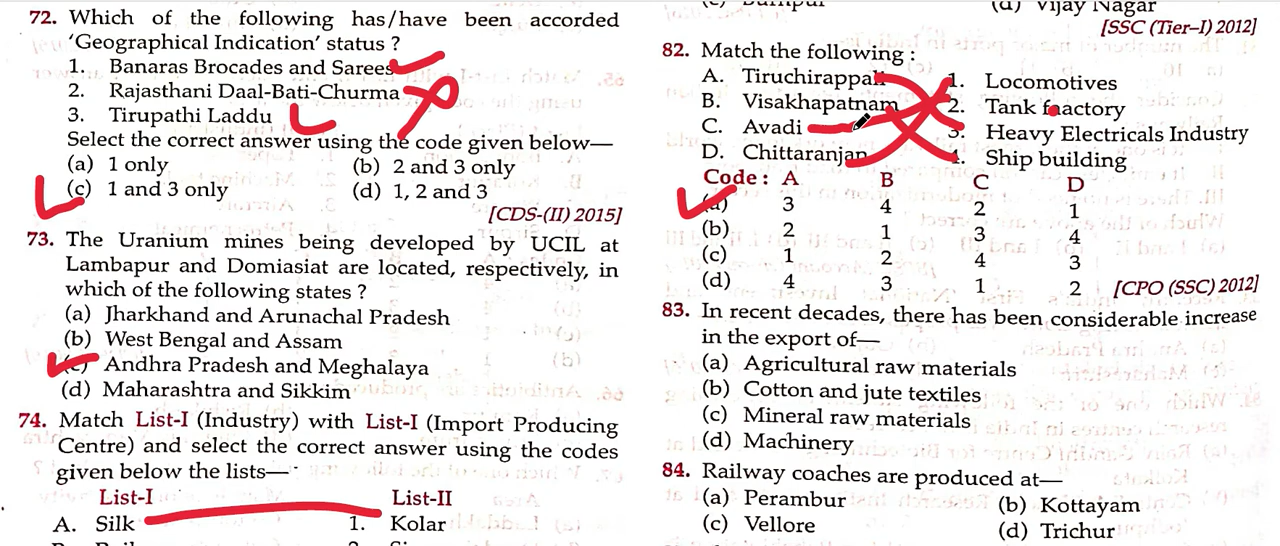 72. Which of the following has/have been accorded
'Geographical Indication' status ?
1. Banaras Brocades and Sarees
2. Rajasthani Daal-Bati-Churma
3. Tirupathi Laddu
Select the correct answer using the code given below—
(a) 1 only (b) 2 and 3 only
(c) 1 and 3 only (d) 1, 2 and 3
[CDS-(II) 2015]
73. The Uranium mines being developed by UCIL at
Lambapur and Domiasiat are located, respectively, in
which of the following states ?
(a) Jharkhand and Arunachal Pradesh
(b) West Bengal and Assam
(c) Andhra Pradesh and Meghalaya
(d) Maharashtra and Sikkim
74. Match List-I (Industry) with List-I (Import Producing
Centre) and select the correct answer using the codes
given below the lists—
List-I List-II
A. Silk 1. Kolar
(d) Vijay Nagar
[SSC (Tier-I) 2012]
82. Match the following :
A. Tiruchirappalli 1. Locomotives
B. Visakhapatnam 2. Tank factory
C. Avadi 3. Heavy Electricals Industry
D. Chittaranjan 4. Ship building
Code : A B C D
(a) 3 4 2 1
(b) 2 1 3 4
(c) 1 2 4 3
(d) 4 3 1 2 [CPO (SSC) 2012]
83. In recent decades, there has been considerable increase
in the export of—
(a) Agricultural raw materials
(b) Cotton and jute textiles
(c) Mineral raw materials
(d) Machinery
84. Railway coaches are produced at—
(a) Perambur (b) Kottayam
(c) Vellore (d) Trichur